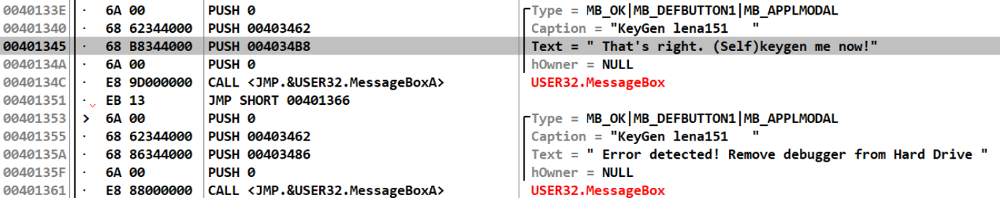 0040133E · 6A 00 PUSH 0 Type = MB_OK|MB_DEFBUTTON1|MB_APPLMODAL
00401340 · 68 62344000 PUSH 00403462 Caption = "KeyGen lena151   "
00401345 · 68 B8344000 PUSH 004034B8 Text = " That's right. (Self)keygen me now!"
0040134A · 6A 00 PUSH 0 hOwner = NULL
0040134C · E8 9D000000 CALL <JMP.&USER32.MessageBoxA> USER32.MessageBox
00401351 · EB 13 JMP SHORT 00401366
00401353 > 6A 00 PUSH 0 Type = MB_OK|MB_DEFBUTTON1|MB_APPLMODAL
00401355 · 68 62344000 PUSH 00403462 Caption = "KeyGen lena151   "
0040135A · 68 86344000 PUSH 00403486 Text = " Error detected! Remove debugger from Hard Drive "
0040135F · 6A 00 PUSH 0 hOwner = NULL
00401361 · E8 88000000 CALL <JMP.&USER32.MessageBoxA> USER32.MessageBox